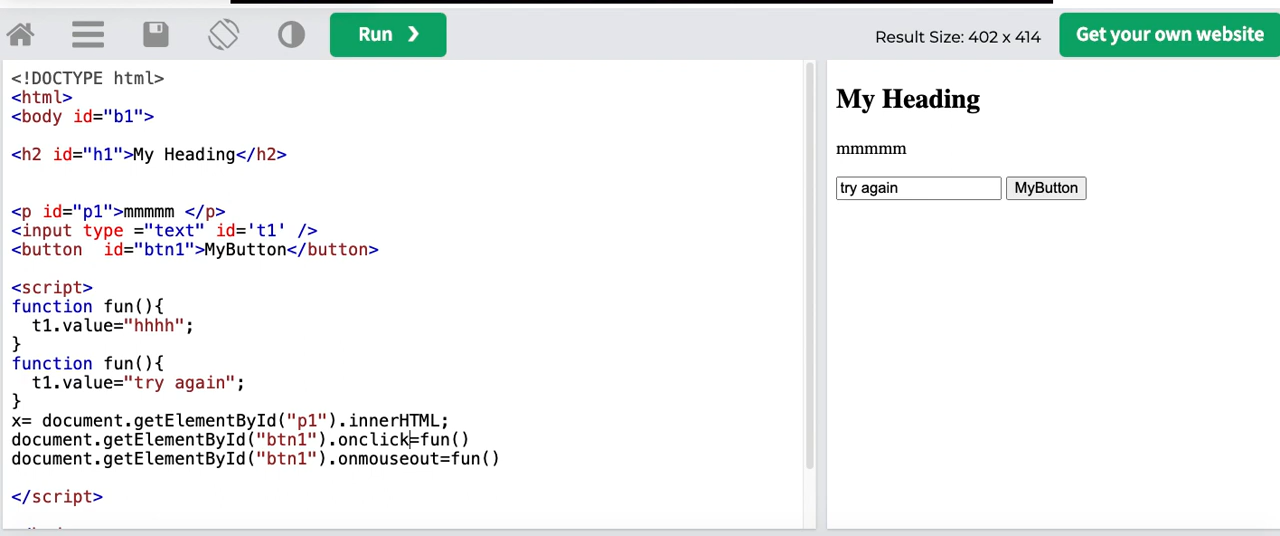 Run ❯
Result Size: 402 x 414
Get your own website
<!DOCTYPE html>
<html>
<body id="b1">
<h2 id="h1">My Heading</h2>
<p id="p1">mmmmm </p>
<input type ="text" id='t1' />
<button  id="btn1">MyButton</button>
<script>
function fun(){
  t1.value="hhhh";
}
function fun(){
  t1.value="try again";
}
x= document.getElementById("p1").innerHTML;
document.getElementById("btn1").onclick=fun()
document.getElementById("btn1").onmouseout=fun()
</script>
My Heading
mmmmm
try again MyButton